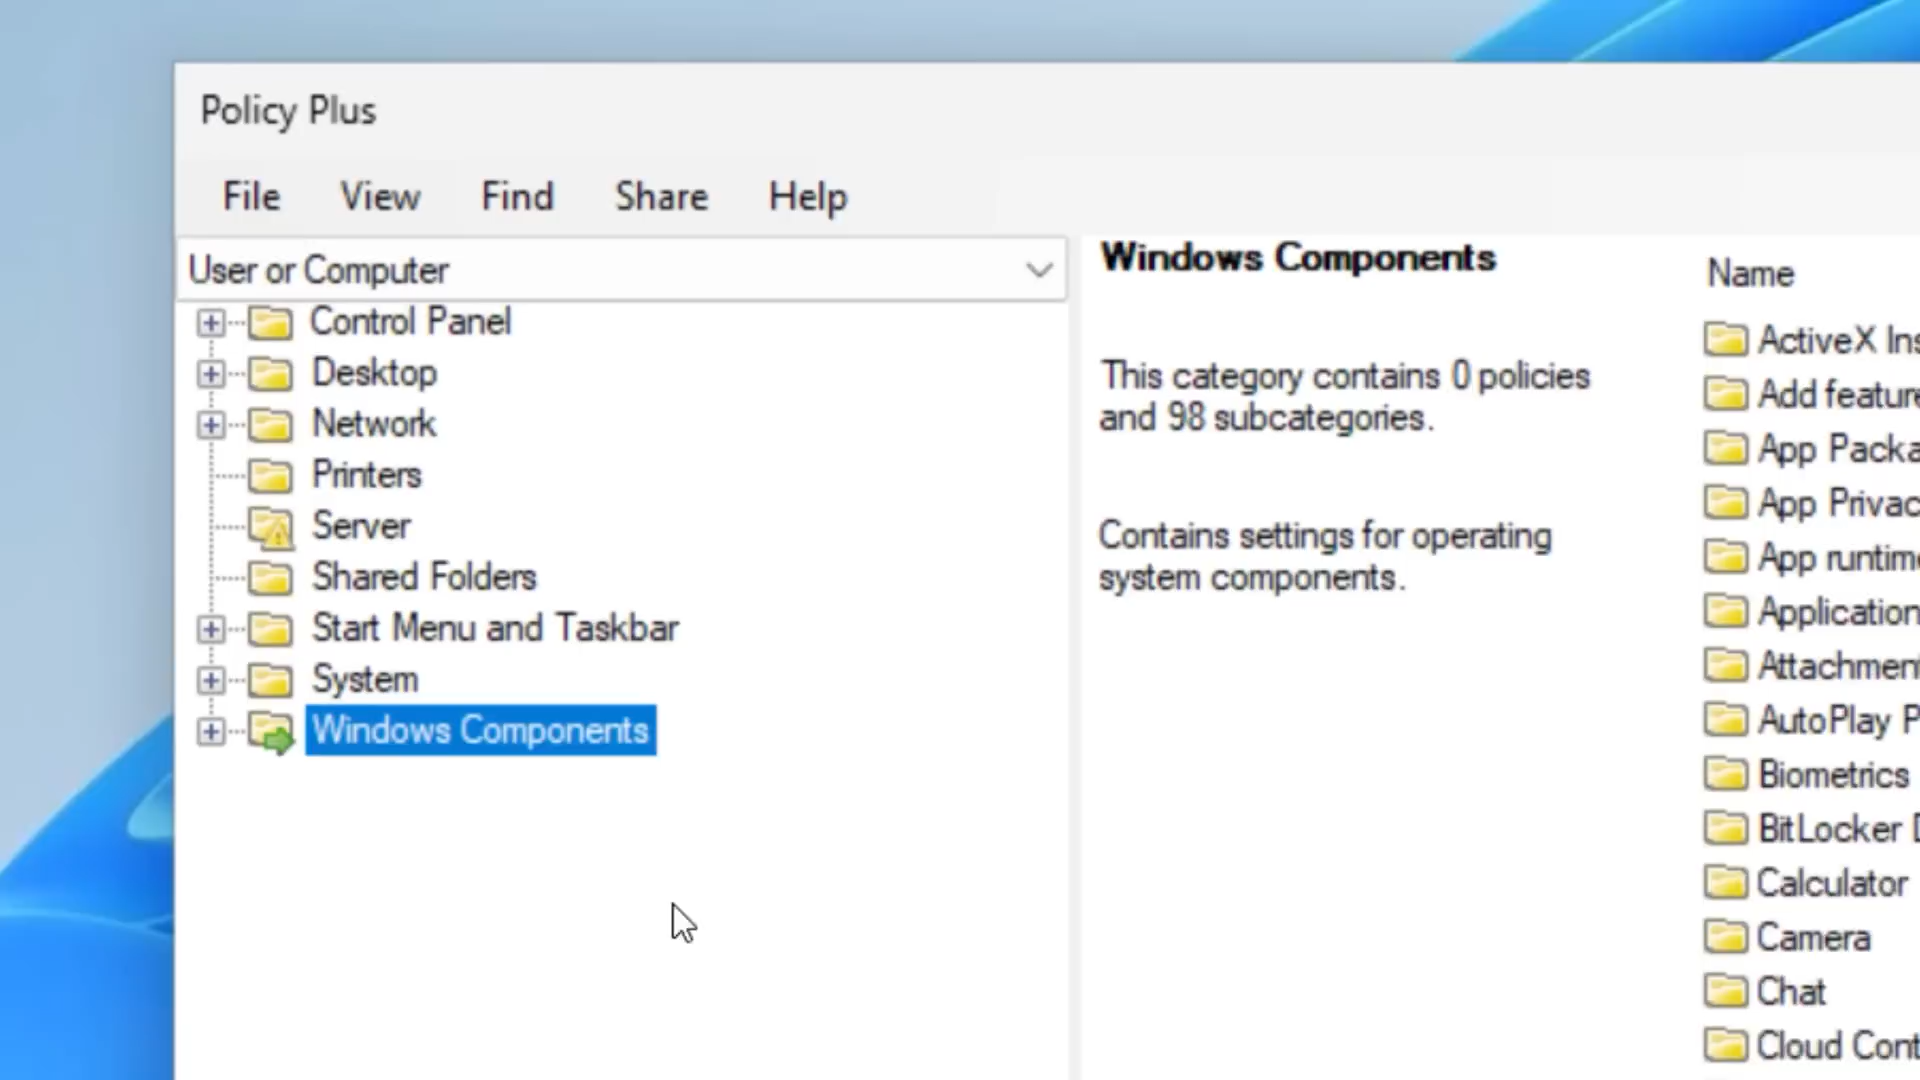 Policy Plus
File View Find Share Help
User or Computer
Control Panel
Desktop
Network
Printers
Server
Shared Folders
Start Menu and Taskbar
System
Windows Components
Windows Components
This category contains 0 policies
and 98 subcategories.
Contains settings for operating
system components.
Name
ActiveX Ins
Add feature
App Packa
App Privac
App runtime
Application
Attachment
AutoPlay P
Biometrics
BitLocker D
Calculator
Camera
Chat
Cloud Cont